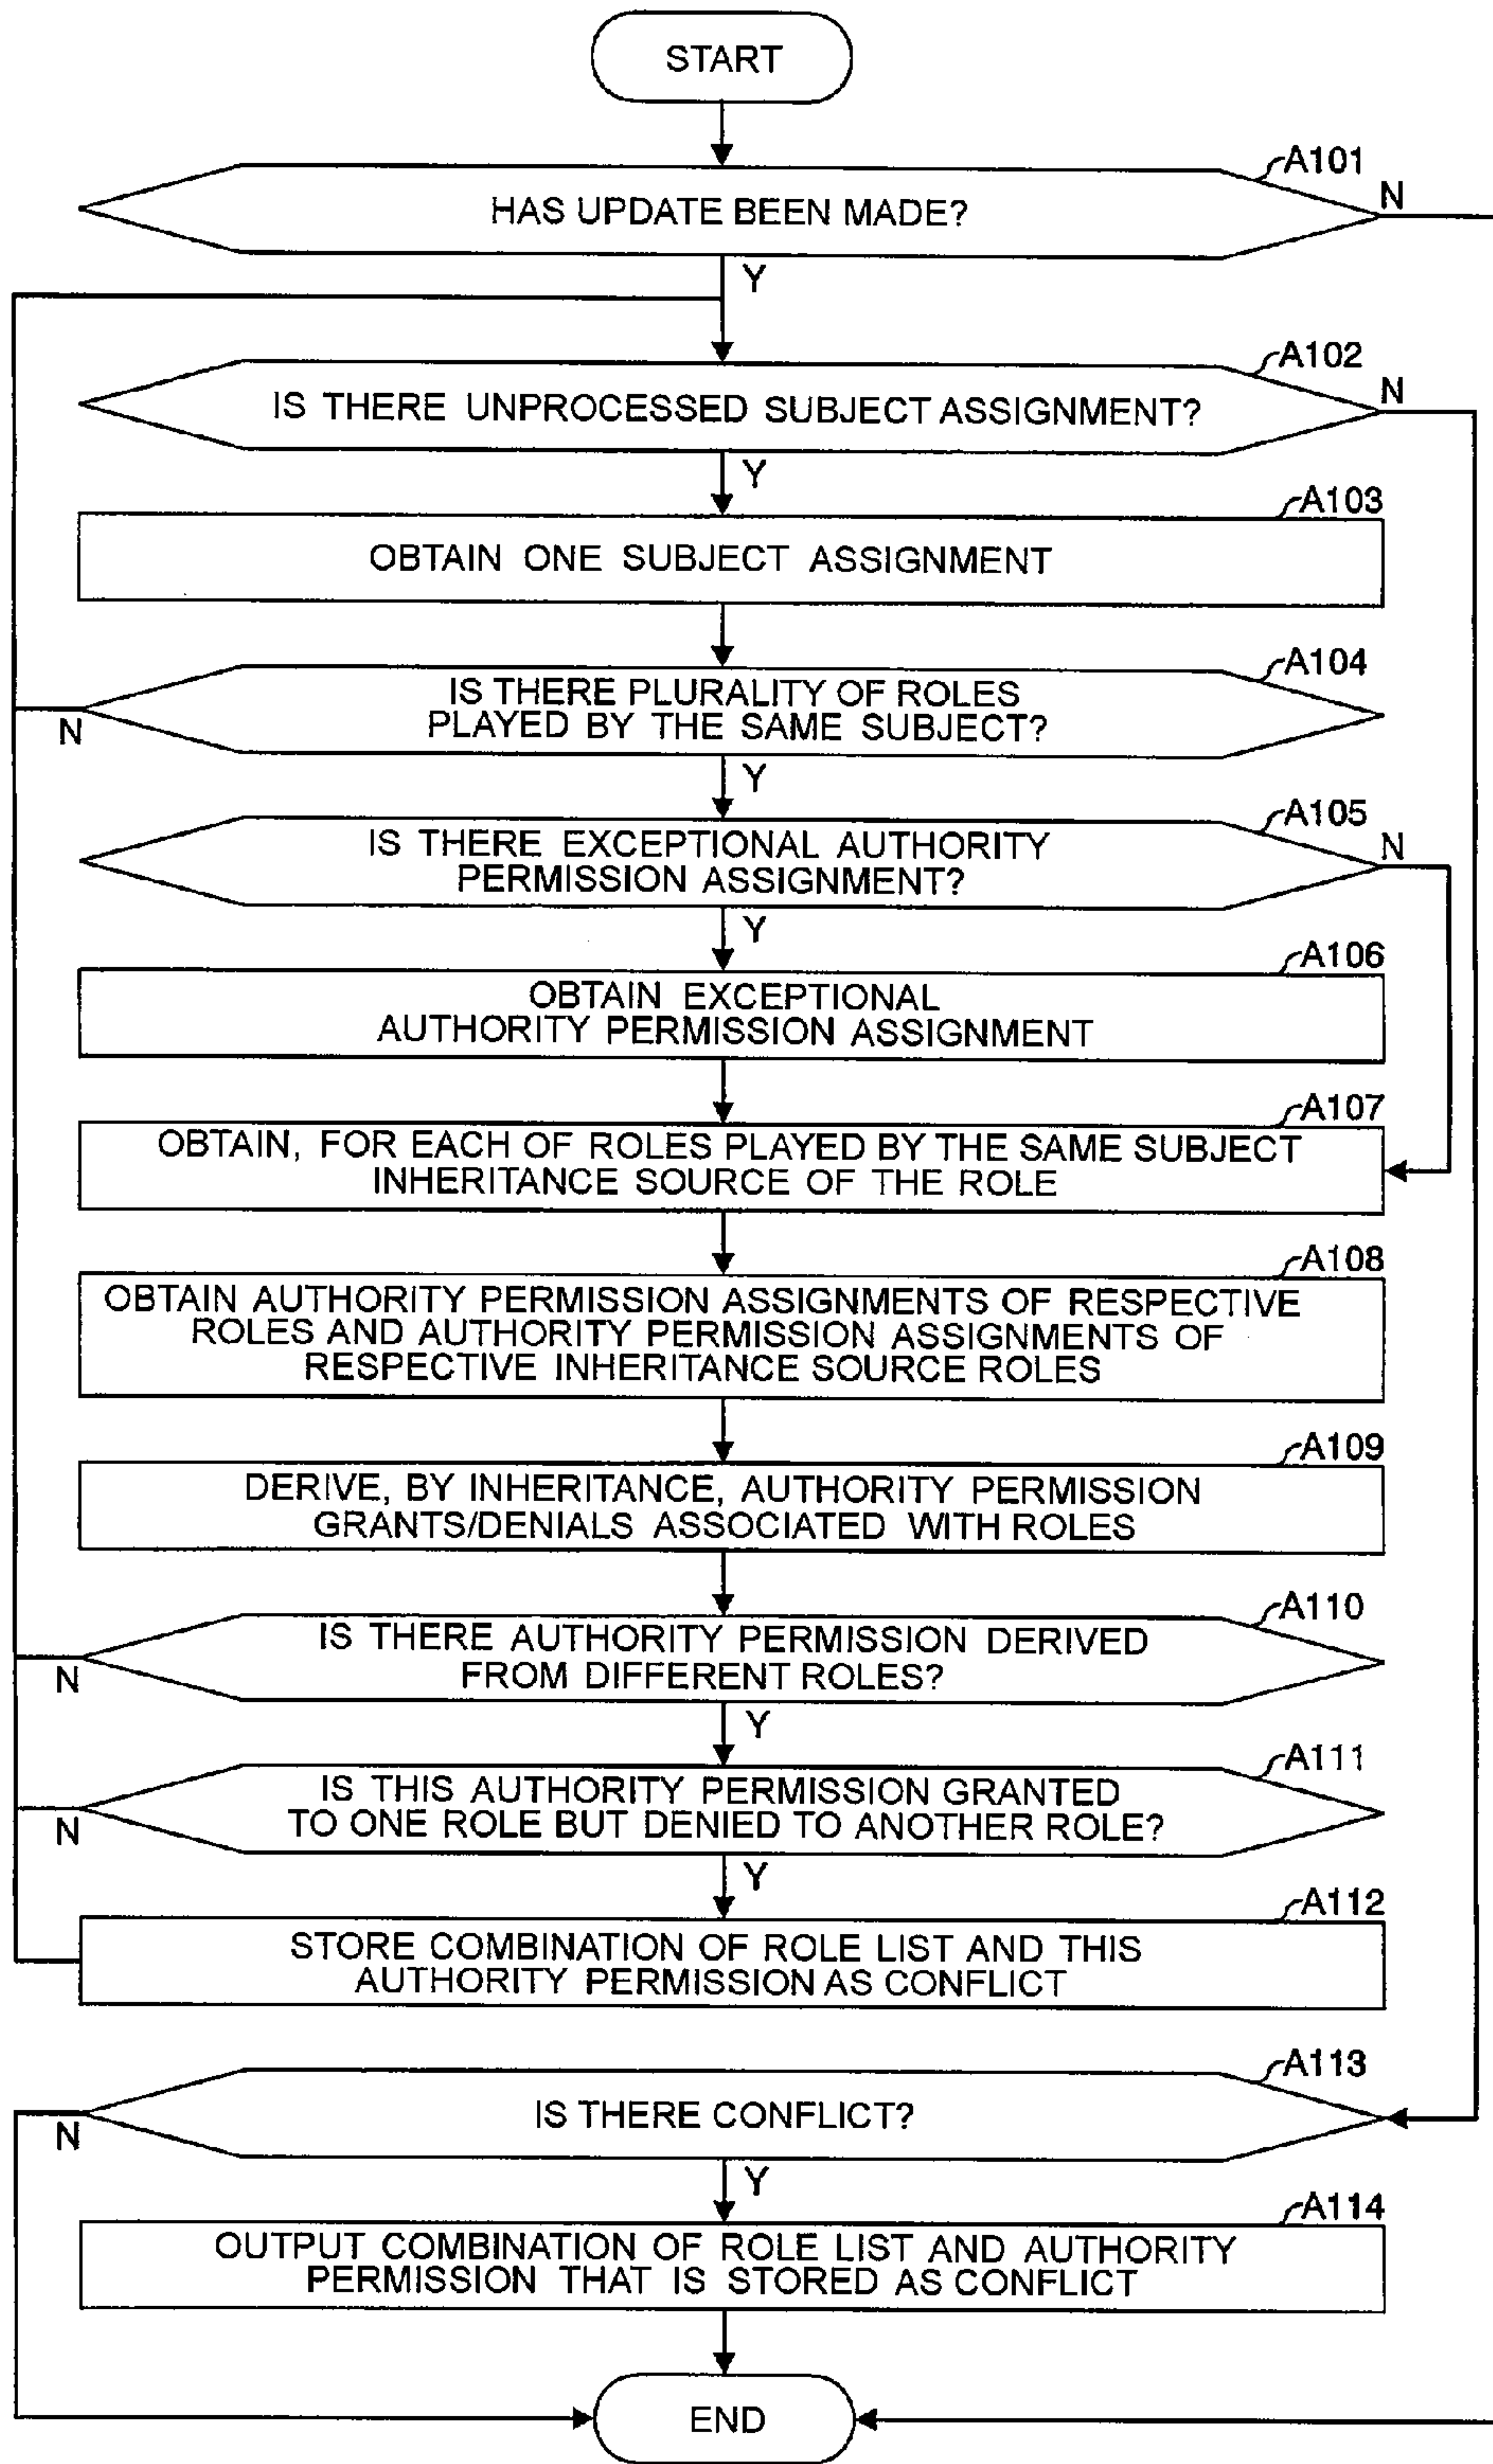 START
A101
HAS UPDATE BEEN MADE?
N
Y
A102
IS THERE UNPROCESSED SUBJECT ASSIGNMENT?
N
Y
A103
OBTAIN ONE SUBJECT ASSIGNMENT
A104
IS THERE PLURALITY OF ROLES
PLAYED BY THE SAME SUBJECT?
N
Y
A105
IS THERE EXCEPTIONAL AUTHORITY
PERMISSION ASSIGNMENT?
N
Y
A106
OBTAIN EXCEPTIONAL
AUTHORITY PERMISSION ASSIGNMENT
A107
OBTAIN, FOR EACH OF ROLES PLAYED BY THE SAME SUBJECT
INHERITANCE SOURCE OF THE ROLE
A108
OBTAIN AUTHORITY PERMISSION ASSIGNMENTS OF RESPECTIVE
ROLES AND AUTHORITY PERMISSION ASSIGNMENTS OF
RESPECTIVE INHERITANCE SOURCE ROLES
A109
DERIVE, BY INHERITANCE, AUTHORITY PERMISSION
GRANTS/DENIALS ASSOCIATED WITH ROLES
A110
IS THERE AUTHORITY PERMISSION DERIVED
FROM DIFFERENT ROLES?
N
Y
A111
IS THIS AUTHORITY PERMISSION GRANTED
TO ONE ROLE BUT DENIED TO ANOTHER ROLE?
N
Y
A112
STORE COMBINATION OF ROLE LIST AND THIS
AUTHORITY PERMISSION AS CONFLICT
A113
IS THERE CONFLICT?
N
Y
A114
OUTPUT COMBINATION OF ROLE LIST AND AUTHORITY
PERMISSION THAT IS STORED AS CONFLICT
END